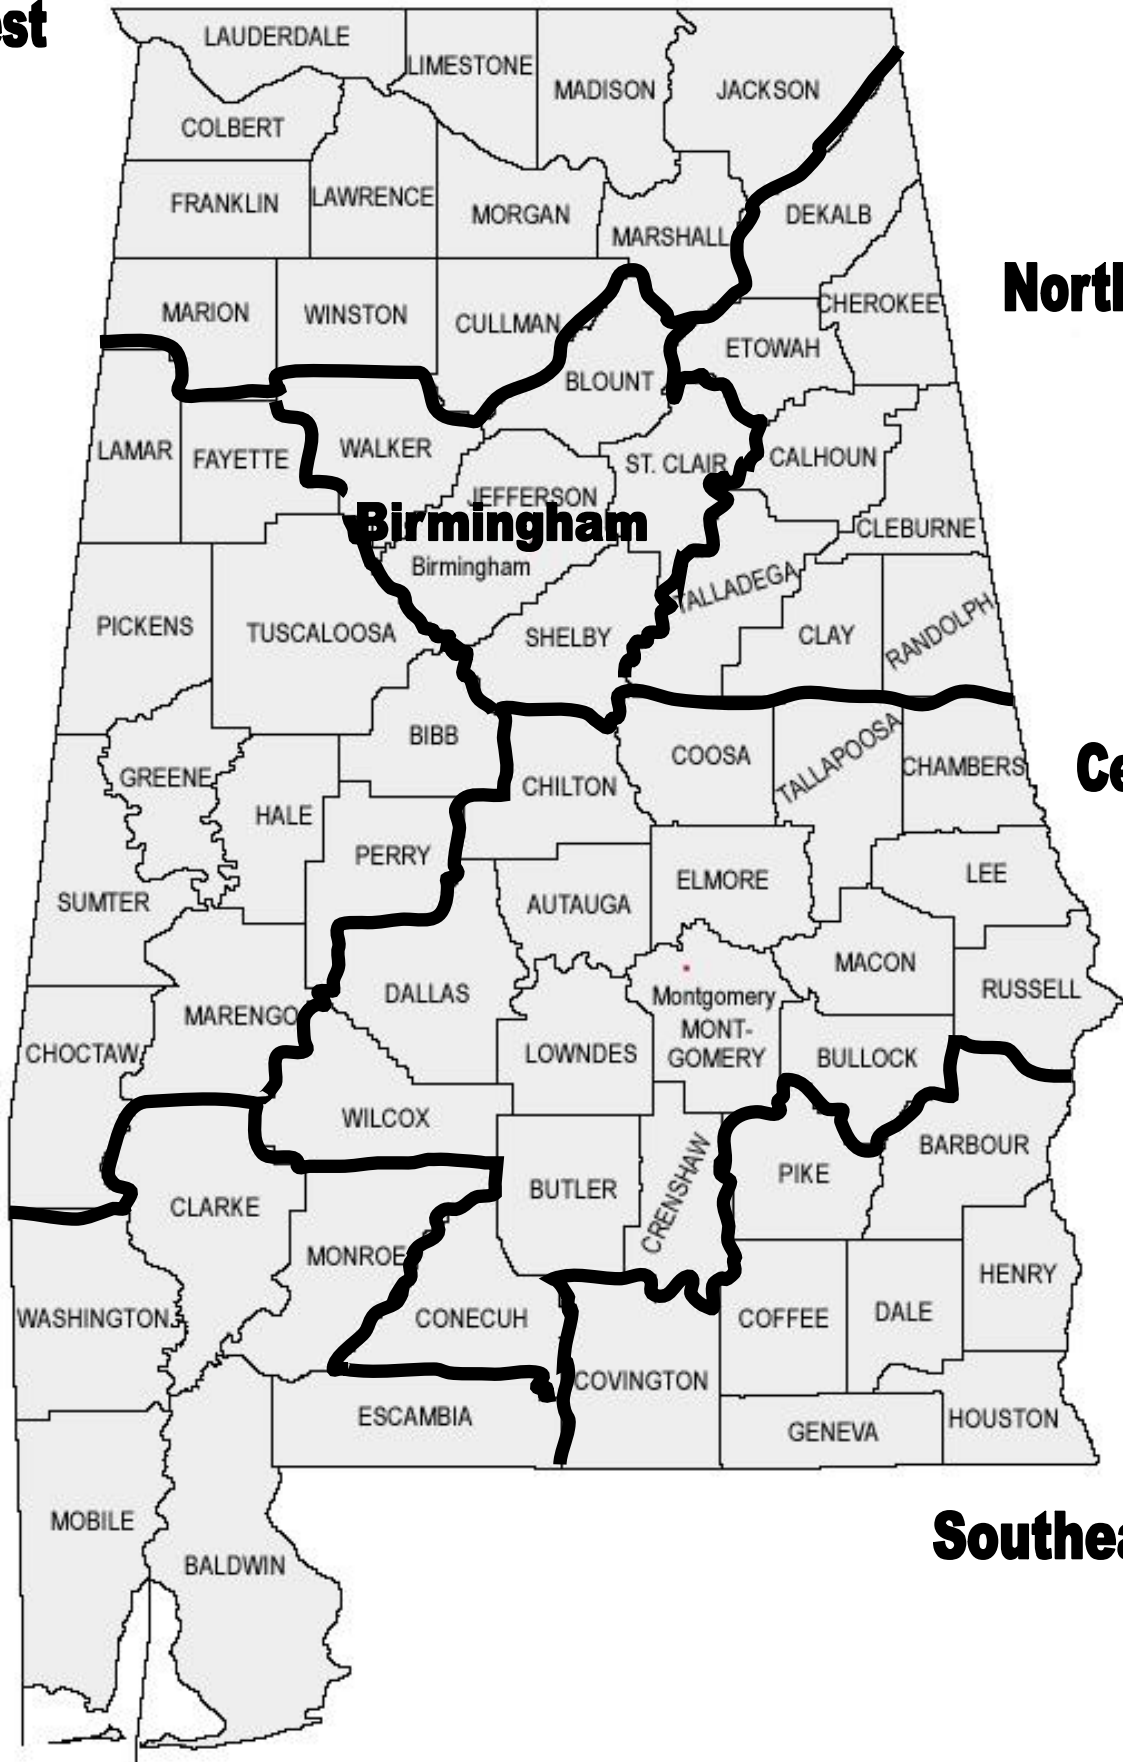 est
LAUDERDALE
LIMESTONE
MADISON
JACKSON
COLBERT
FRANKLIN
LAWRENCE
MORGAN
MARSHALL
DEKALB
North
CHEROKEE
MARION
WINSTON
CULLMAN
ETOWAH
BLOUNT
LAMAR
FAYETTE
WALKER
ST. CLAIR
CALHOUN
JEFFERSON
Birmingham
CLEBURNE
Birmingham
TALLADEGA
PICKENS
TUSCALOOSA
SHELBY
CLAY
RANDOLPH
BIBB
COOSA
TALLAPOOSA
CHAMBERS
Ce
GREENE
HALE
CHILTON
PERRY
ELMORE
LEE
SUMTER
AUTAUGA
MACON
DALLAS
Montgomery
RUSSELL
MARENGO
MONT-
GOMERY
CHOCTAW
LOWNDES
BULLOCK
WILCOX
BARBOUR
PIKE
BUTLER
CRENSHAW
CLARKE
MONROE
HENRY
WASHINGTON
CONECUH
COFFEE
DALE
COVINGTON
ESCAMBIA
GENEVA
HOUSTON
MOBILE
Southea
BALDWIN